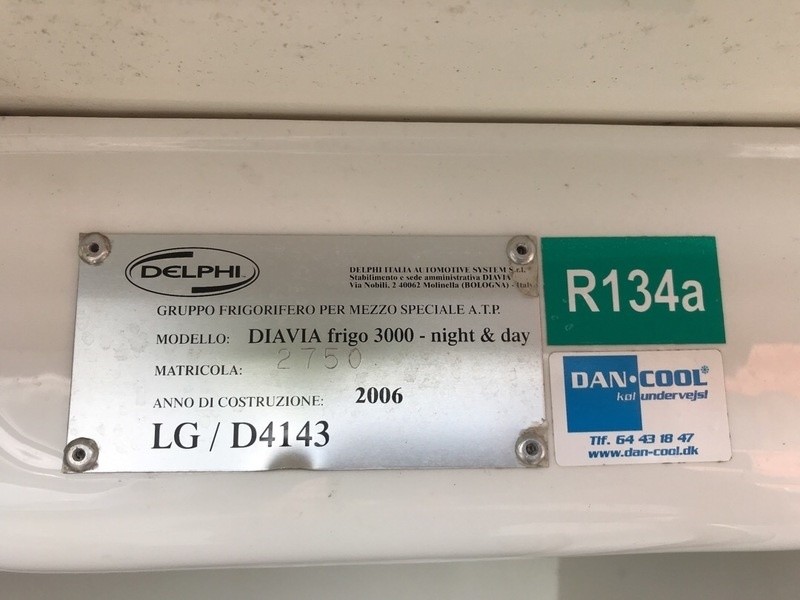 DELPHI
DELPHI ITALIA AUTOMOTIVE SYSTEM S.r.l.
Stabilimento e sede amministrativa DIAVIA
Via Nobili, 2 40062 Molinella (BOLOGNA) - Italy
GRUPPO FRIGORIFERO PER MEZZO SPECIALE A.T.P.
MODELLO: DIAVIA frigo 3000 - night & day
MATRICOLA: 2750
ANNO DI COSTRUZIONE: 2006
LG / D4143
R134a
DAN•COOL®
køl undervejs!
Tlf. 64 43 18 47
www.dan-cool.dk